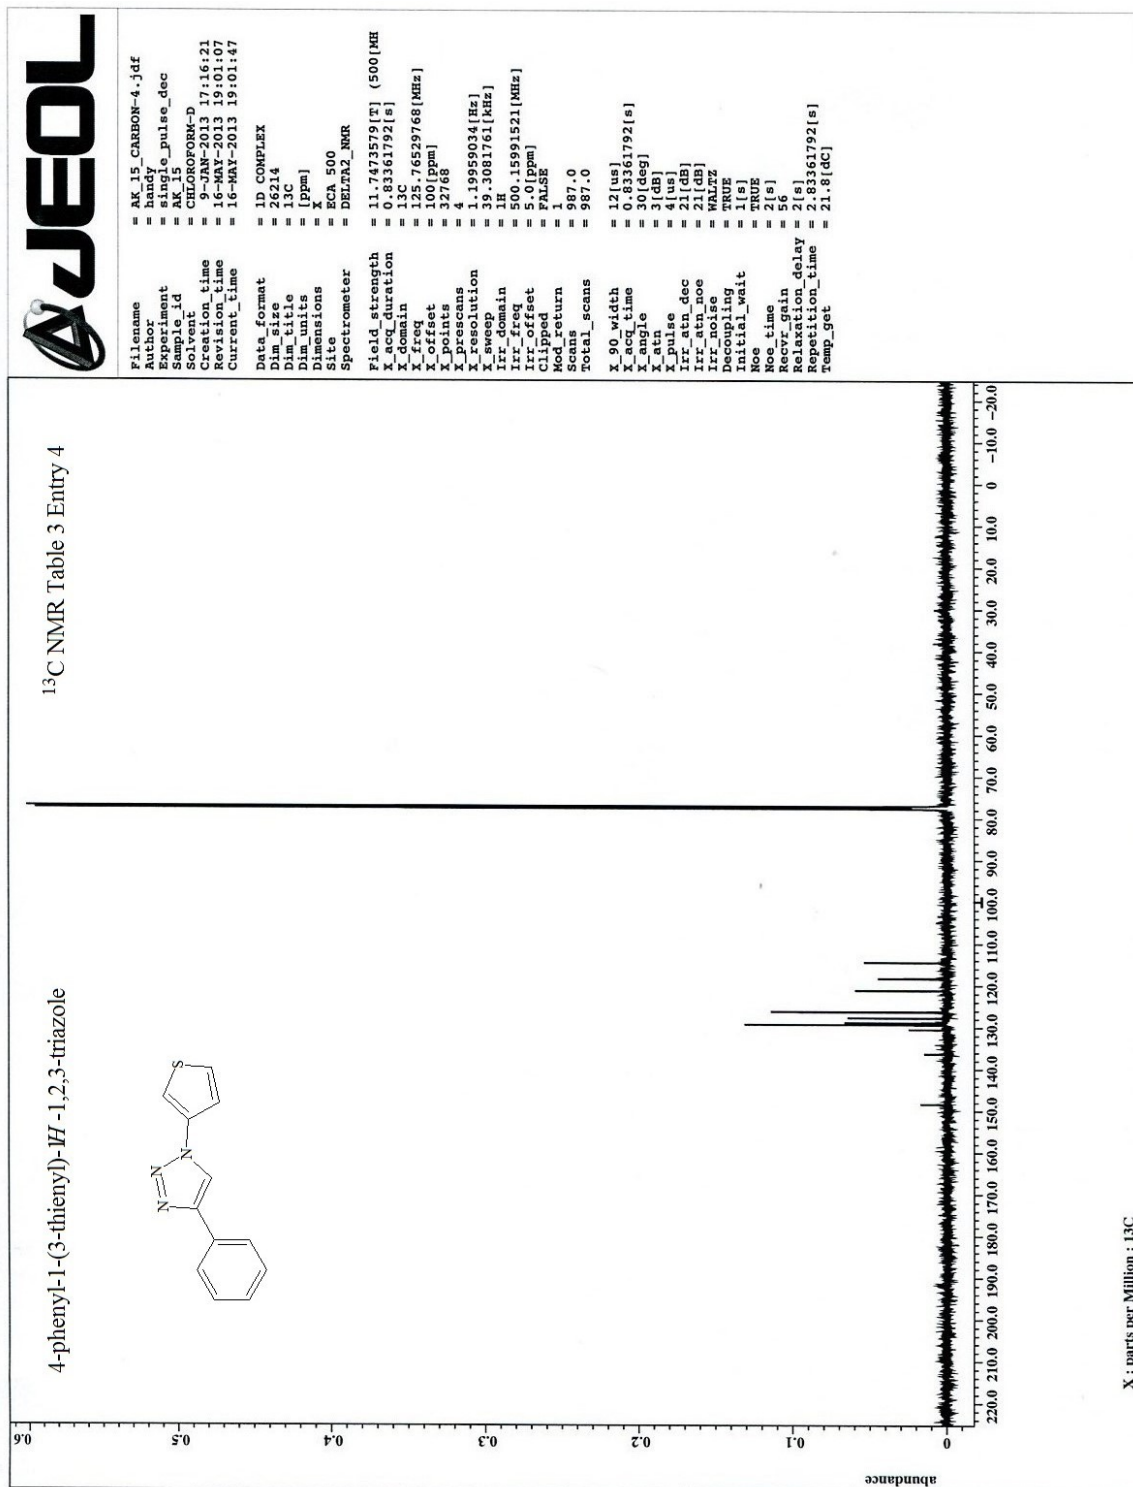 JEOL
Filename = AK_15_CARBON-4.jdf
Author = handy
Experiment = single_pulse_dec
Sample_id = AK_15
Solvent = CHLOROFORM-D
Creation_time = 9-JAN-2013 17:16:21
Revision_time = 16-MAY-2013 19:01:07
Current_time = 16-MAY-2013 19:01:47
Data_format = 1D COMPLEX
Dim_size = 26214
Dim_title = 13C
Dim_units = [ppm]
Dimensions = X
Site = ECA 500
Spectrometer = DELTA2_NMR
Field_strength = 11.7473579[T] (500[MH
X_acq_duration = 0.83361792[s]
X_domain = 13C
X_freq = 125.76529768[MHz]
X_offset = 100[ppm]
X_points = 32768
X_prescans = 4
X_resolution = 1.19959034[Hz]
X_sweep = 39.3081761[kHz]
Irr_domain = 1H
Irr_freq = 500.15991521[MHz]
Irr_offset = 5.0[ppm]
Clipped = FALSE
Mod_return = 1
Scans = 987.0
Total_scans = 987.0
X_90_width = 12[us]
X_acq_time = 0.83361792[s]
X_angle = 30[deg]
X_atn = 3[dB]
X_pulse = 4[us]
Irr_atn_dec = 21[dB]
Irr_atn_noe = 21[dB]
Irr_noise = WALTZ
Decoupling = TRUE
Initial_wait = 1[s]
Noe = TRUE
Noe_time = 2[s]
Recvr_gain = 56
Relaxation_delay = 2[s]
Repetition_time = 2.83361792[s]
Temp_get = 21.8[dC]
4-phenyl-1-(3-thienyl)-1H -1,2,3-triazole
13C NMR Table 3 Entry 4
N
N
N
S
abundance
0 0.1 0.2 0.3 0.4 0.5 0.6
220.0 210.0 200.0 190.0 180.0 170.0 160.0 150.0 140.0 130.0 120.0 110.0 100.0 90.0 80.0 70.0 60.0 50.0 40.0 30.0 20.0 10.0 0 -10.0 -20.0
X : parts per Million : 13C